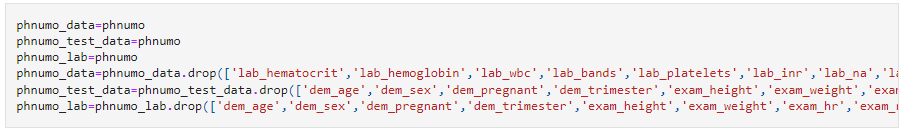 phnumo_data=phnumo
phnumo_test_data=phnumo
phnumo_lab=phnumo
phnumo_data=phnumo_data.drop(['lab_hematocrit','lab_hemoglobin','lab_wbc','lab_bands','lab_platelets','lab_inr','lab_na','la
phnumo_test_data=phnumo_test_data.drop(['dem_age','dem_sex','dem_pregnant','dem_trimester','exam_height','exam_weight','exam
phnumo_lab=phnumo_lab.drop(['dem_age','dem_sex','dem_pregnant','dem_trimester','exam_height','exam_weight','exam_hr','exam_r